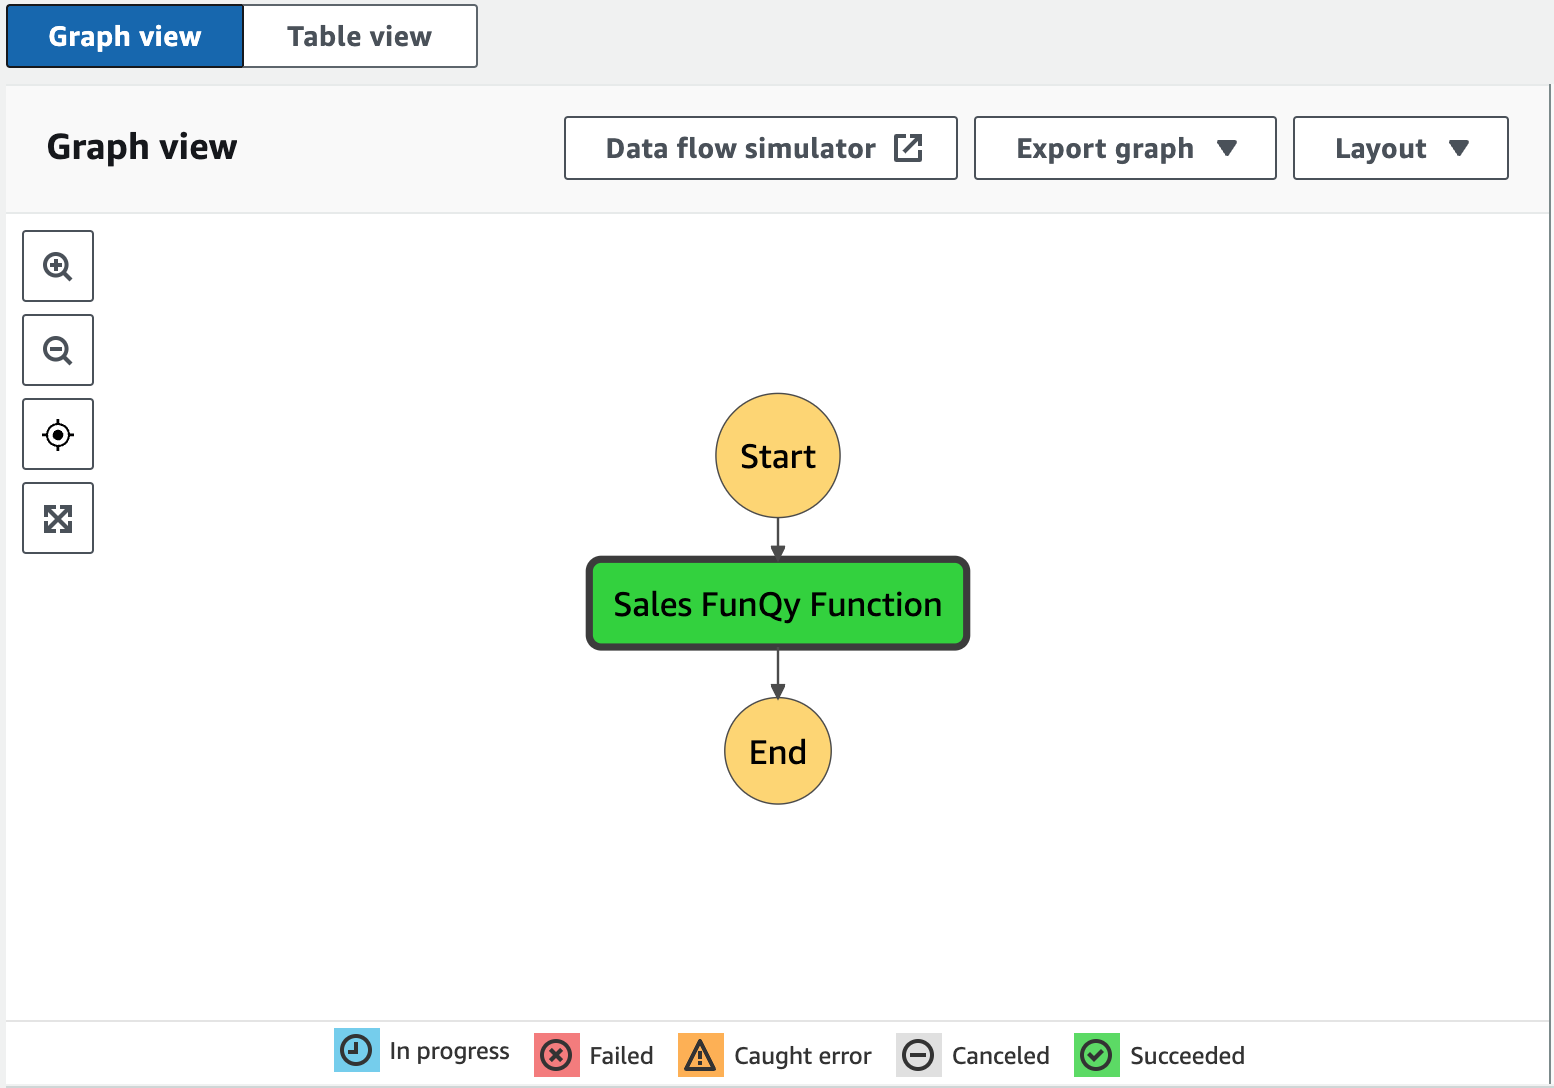 Graph view
Table view
Graph view
Data flow simulator
Export graph
Layout
Start
Sales FunQy Function
End
In progress
Failed
Caught error
Canceled
Succeeded